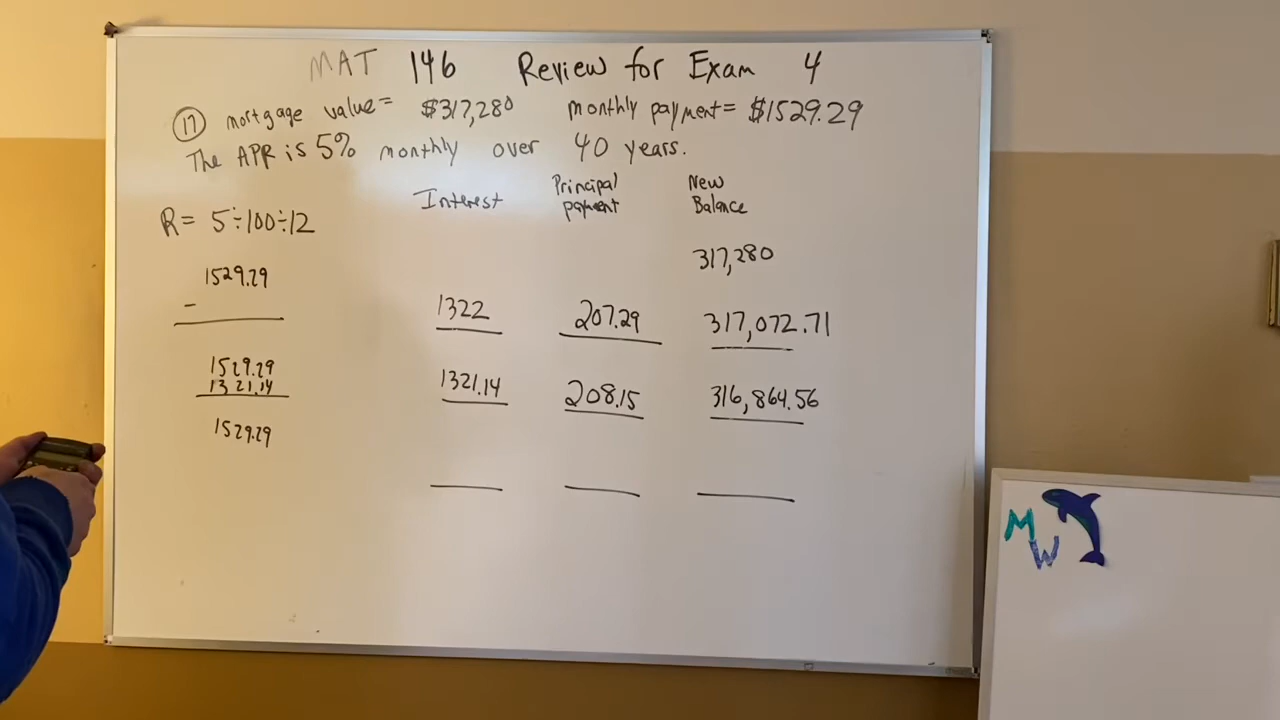 MAT 146 Review for Exam 4
17 mortgage value= $317,280 monthly payment= $1529.29
The APR is 5% monthly over 40 years.
Interest Principal payment New Balance
R= 5÷100÷12
317,280
1529.29
-
1322 207.29 317,072.71
1529.29
1321.14
1321.14 208.15 316,864.56
1529.29
MW